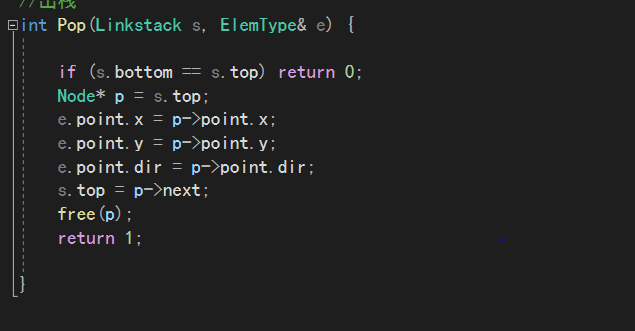 //出栈
int Pop(Linkstack s, ElemType& e) {
if (s.bottom == s.top) return 0;
Node* p = s.top;
e.point.x = p->point.x;
e.point.y = p->point.y;
e.point.dir = p->point.dir;
s.top = p->next;
free(p);
return 1;
}